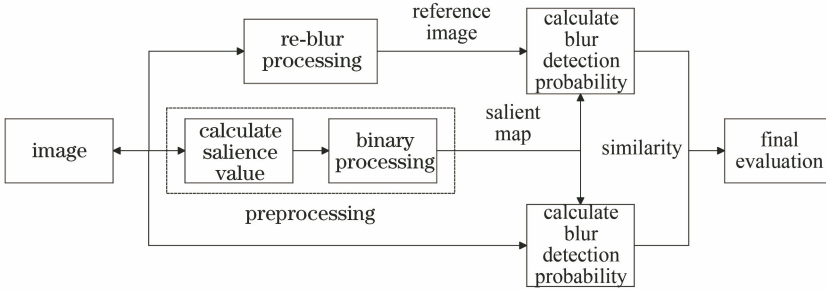 image
re-blur
processing
reference
image
calculate
blur
detection
probability
calculate
salience
value
binary
processing
preprocessing
salient
map
calculate
blur
detection
probability
similarity
final
evaluation